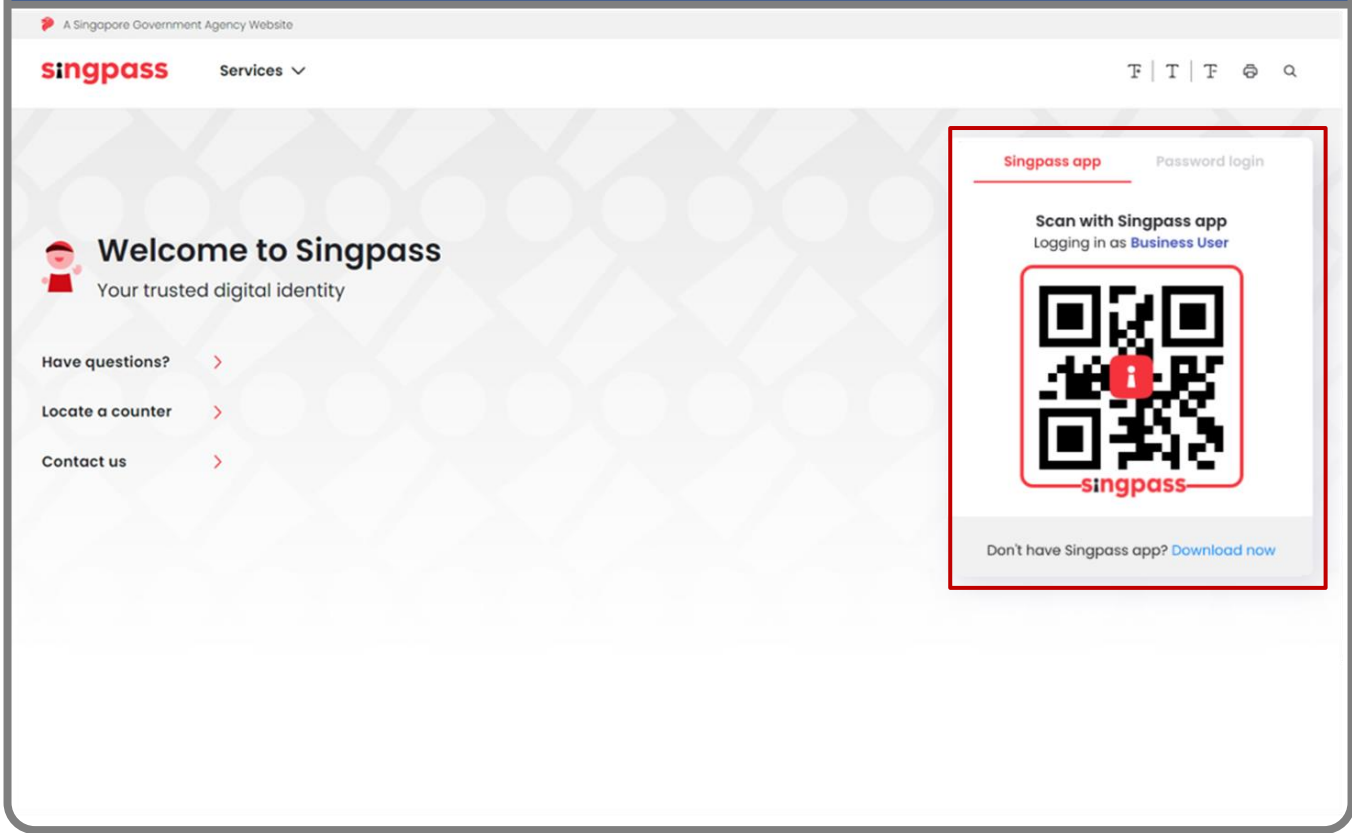 A Singapore Government Agency Website
singpass
Services
T+ | T | T-
Singpass app
Password login
Scan with Singpass app
Logging in as Business User
Welcome to Singpass
Your trusted digital identity
Have questions?
Locate a counter
Contact us
singpass
Don't have Singpass app? Download now